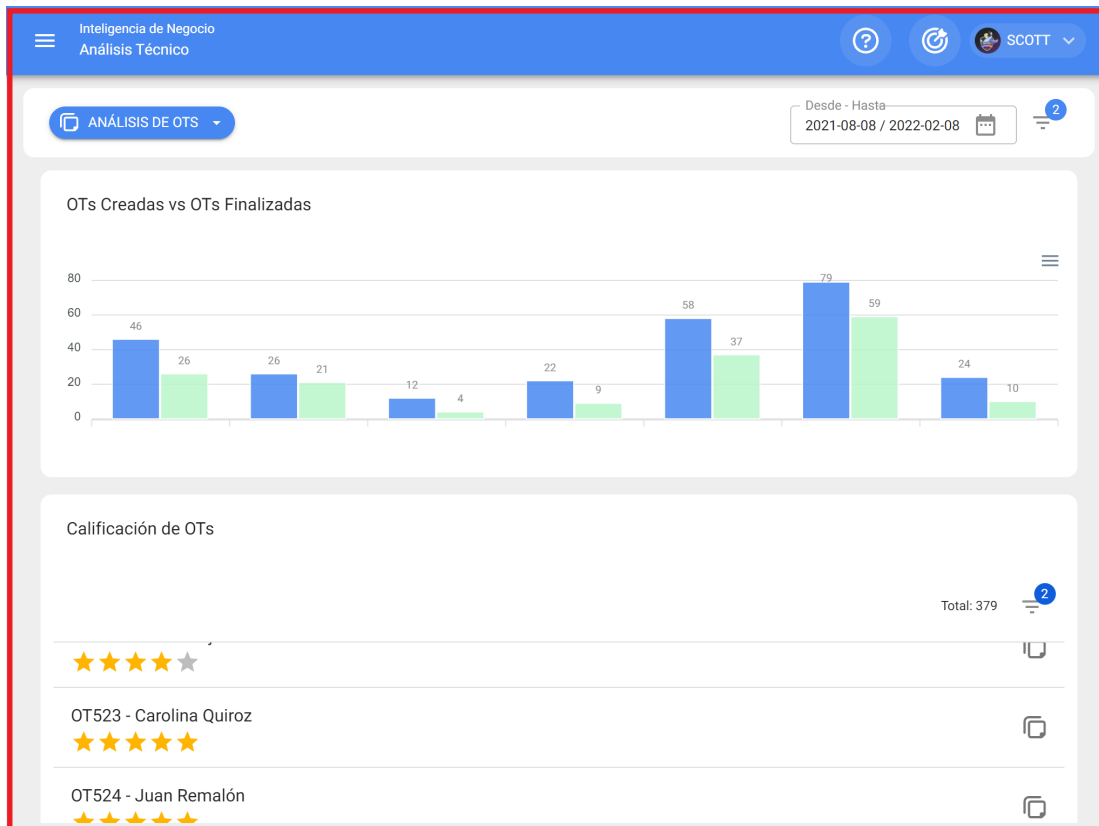 Inteligencia de Negocio
Análisis Técnico
SCOTT
ANÁLISIS DE OTS
Desde - Hasta
2021-08-08 / 2022-02-08
2
OTs Creadas vs OTs Finalizadas
80
60
40
20
0
46
26
26
21
12
4
22
9
58
37
79
59
24
10
Calificación de OTs
Total: 379
2
OT523 - Carolina Quiroz
OT524 - Juan Remalón